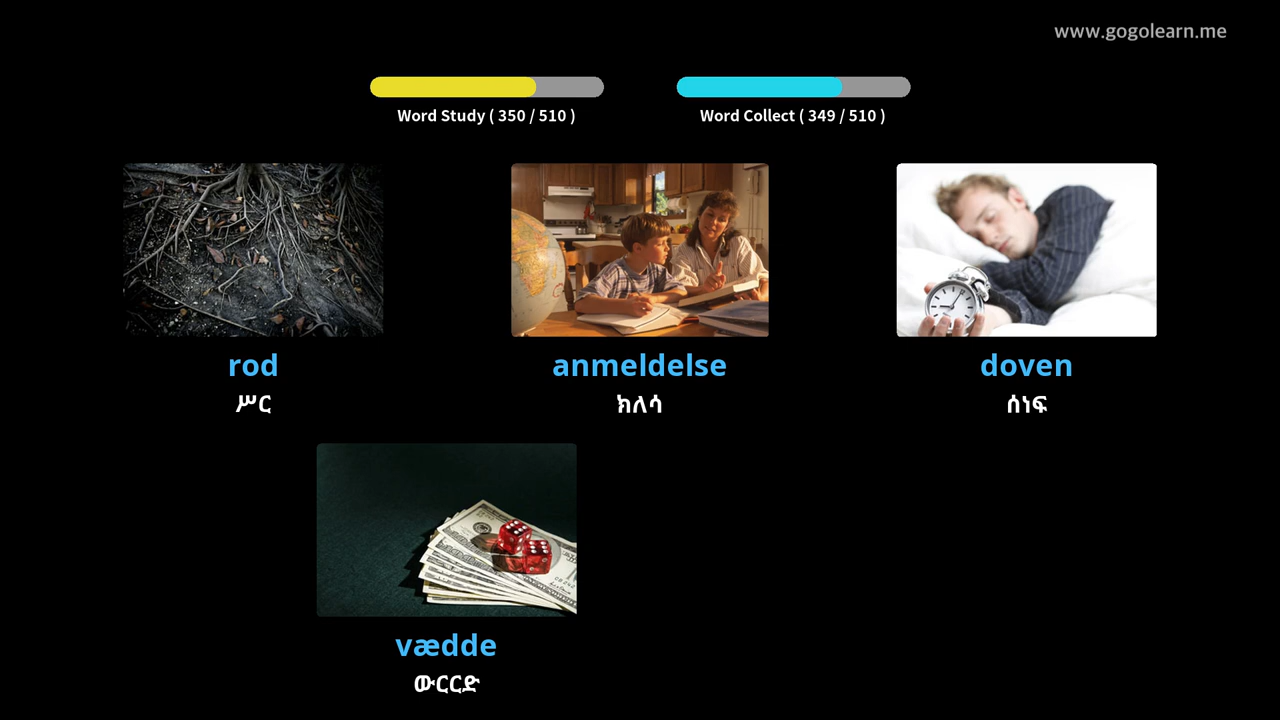 www.gogolearn.me
Word Study ( 350 / 510 )
Word Collect ( 349 / 510 )
rod
ሥር
anmeldelse
ክለሳ
doven
ሰነፍ
vædde
ውርርድ